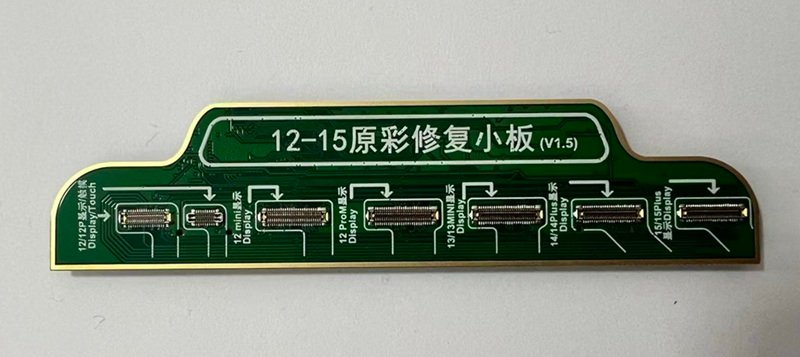 12-15原彩修复小板 (V1.5)
12/12P显示/触摸
Display/Touch
12 mini显示
Display
12 ProM显示
Display
13/13MINI显示
Display
14/14Plus显示
Display
15/15Plus
显示Display